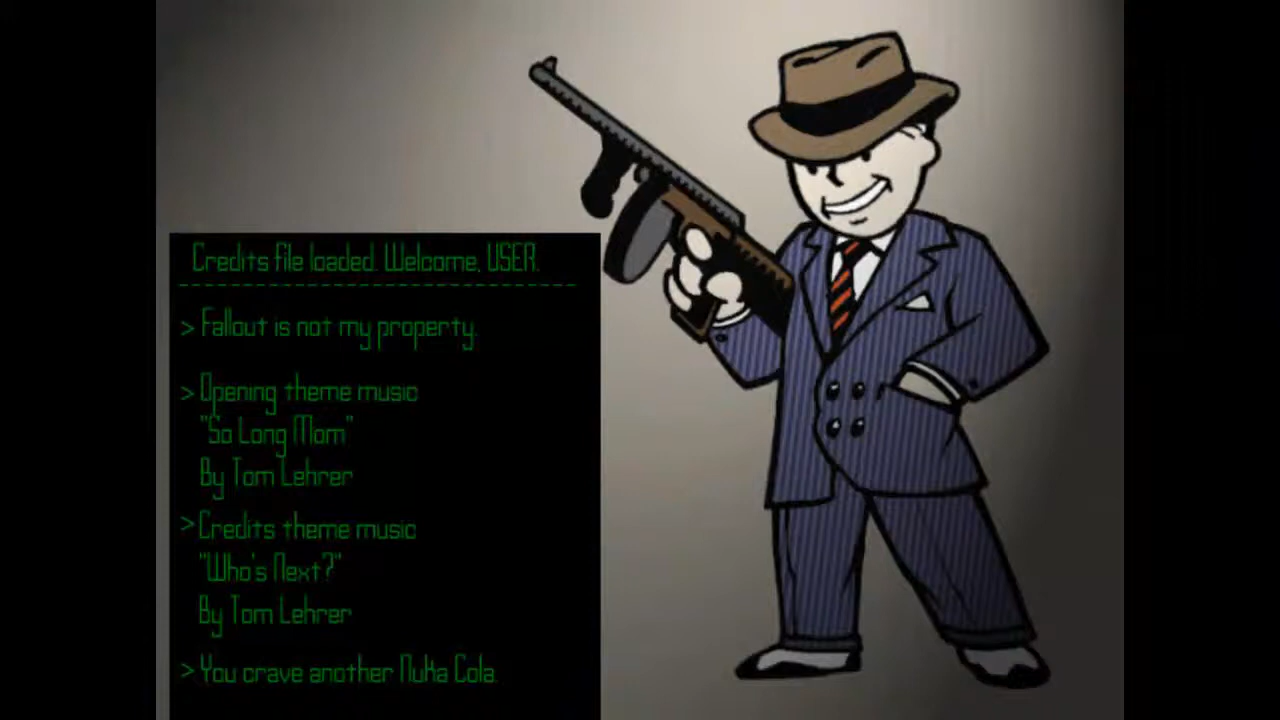 Credits file loaded. Welcome, USER.
> Fallout is not my property.
> Opening theme music
"So Long Mom"
By Tom Lehrer
> Credits theme music
"Who's Next?"
By Tom Lehrer
> You crave another Nuka Cola.